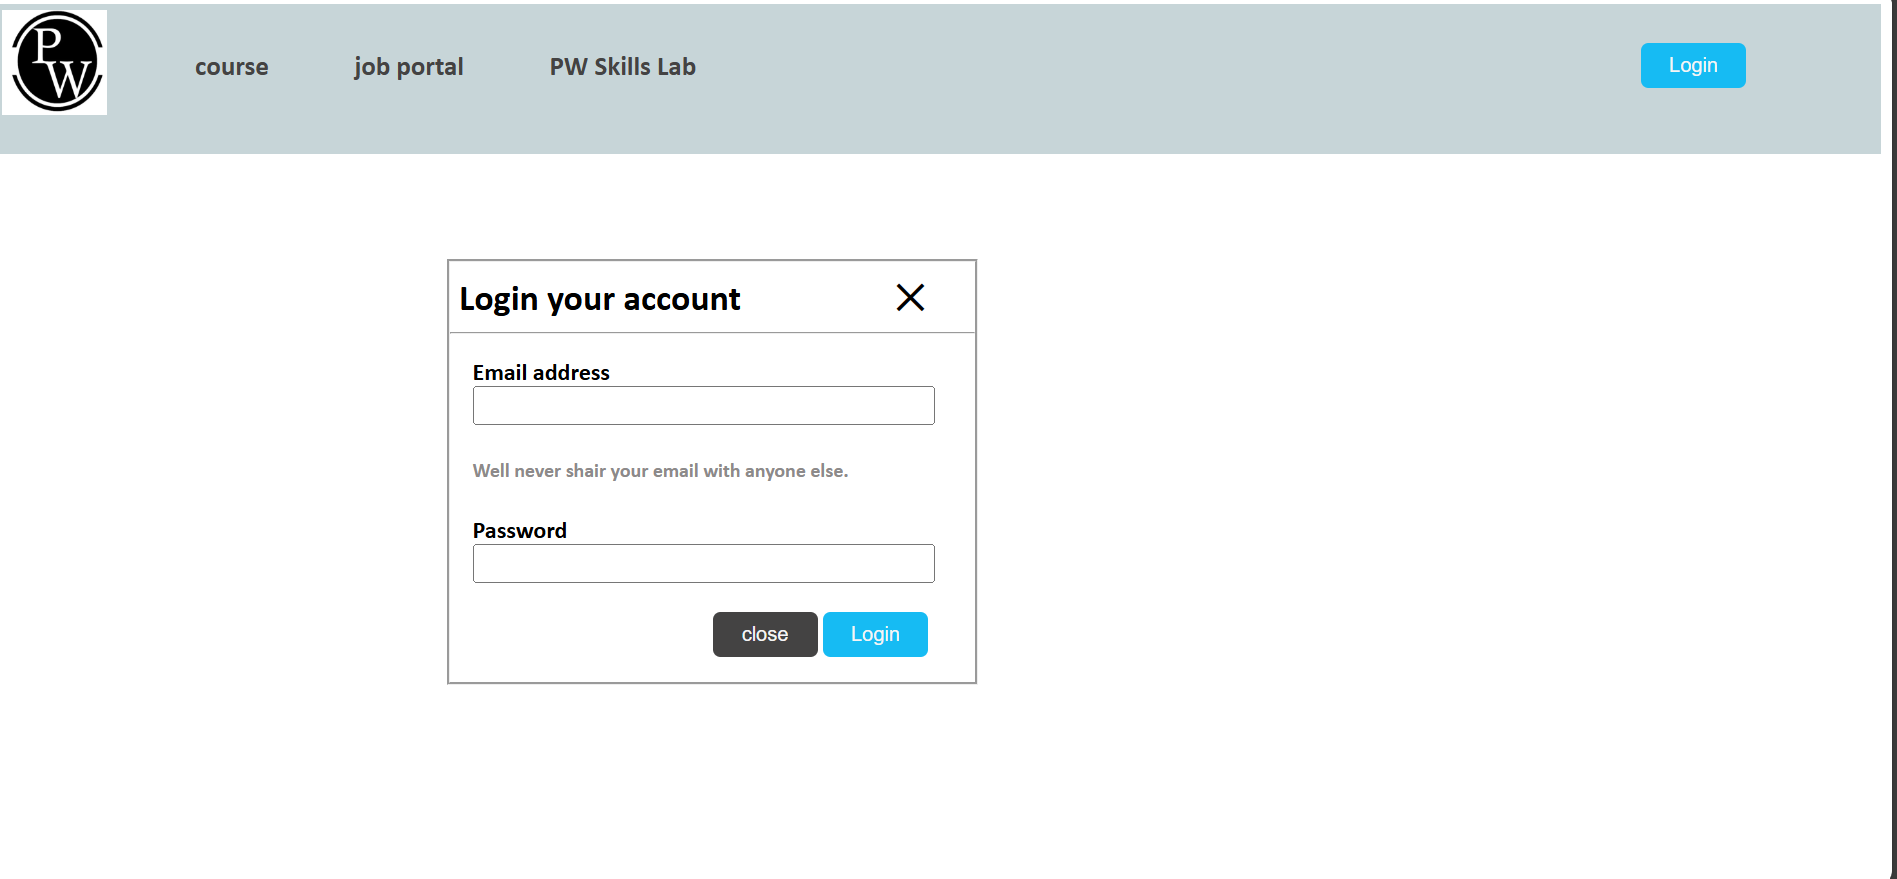 PW
course job portal PW Skills Lab Login
Login your account
Email address
Well never shair your email with anyone else.
Password
close Login